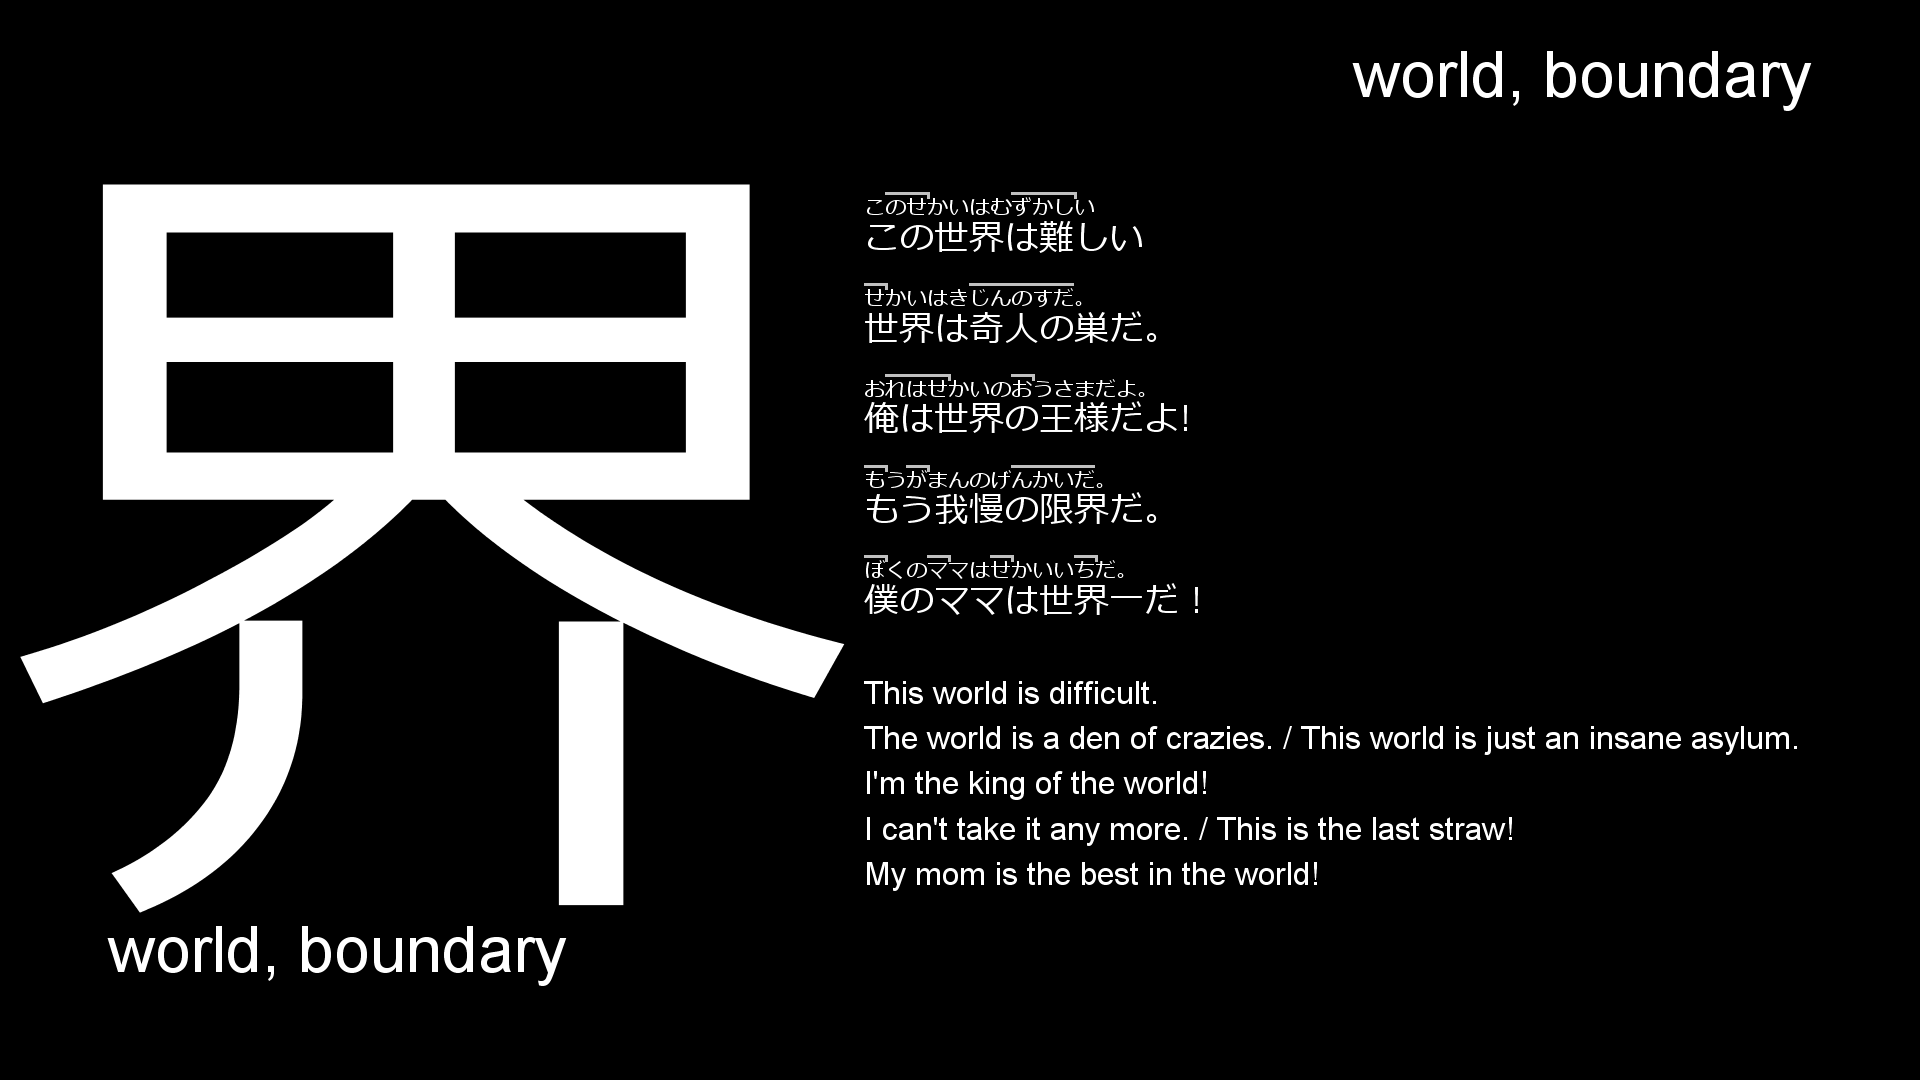 world, boundary
界
このせかいはむずかしい
この世界は難しい
せかいはきじんのすだ。
世界は奇人の巣だ。
おれはせかいのおうさまだよ。
俺は世界の王様だよ!
もうがまんのげんかいだ。
もう我慢の限界だ。
ぼくのママはせかいいちだ。
僕のママは世界一だ！
This world is difficult.
The world is a den of crazies. / This world is just an insane asylum.
I'm the king of the world!
I can't take it any more. / This is the last straw!
My mom is the best in the world!
world, boundary